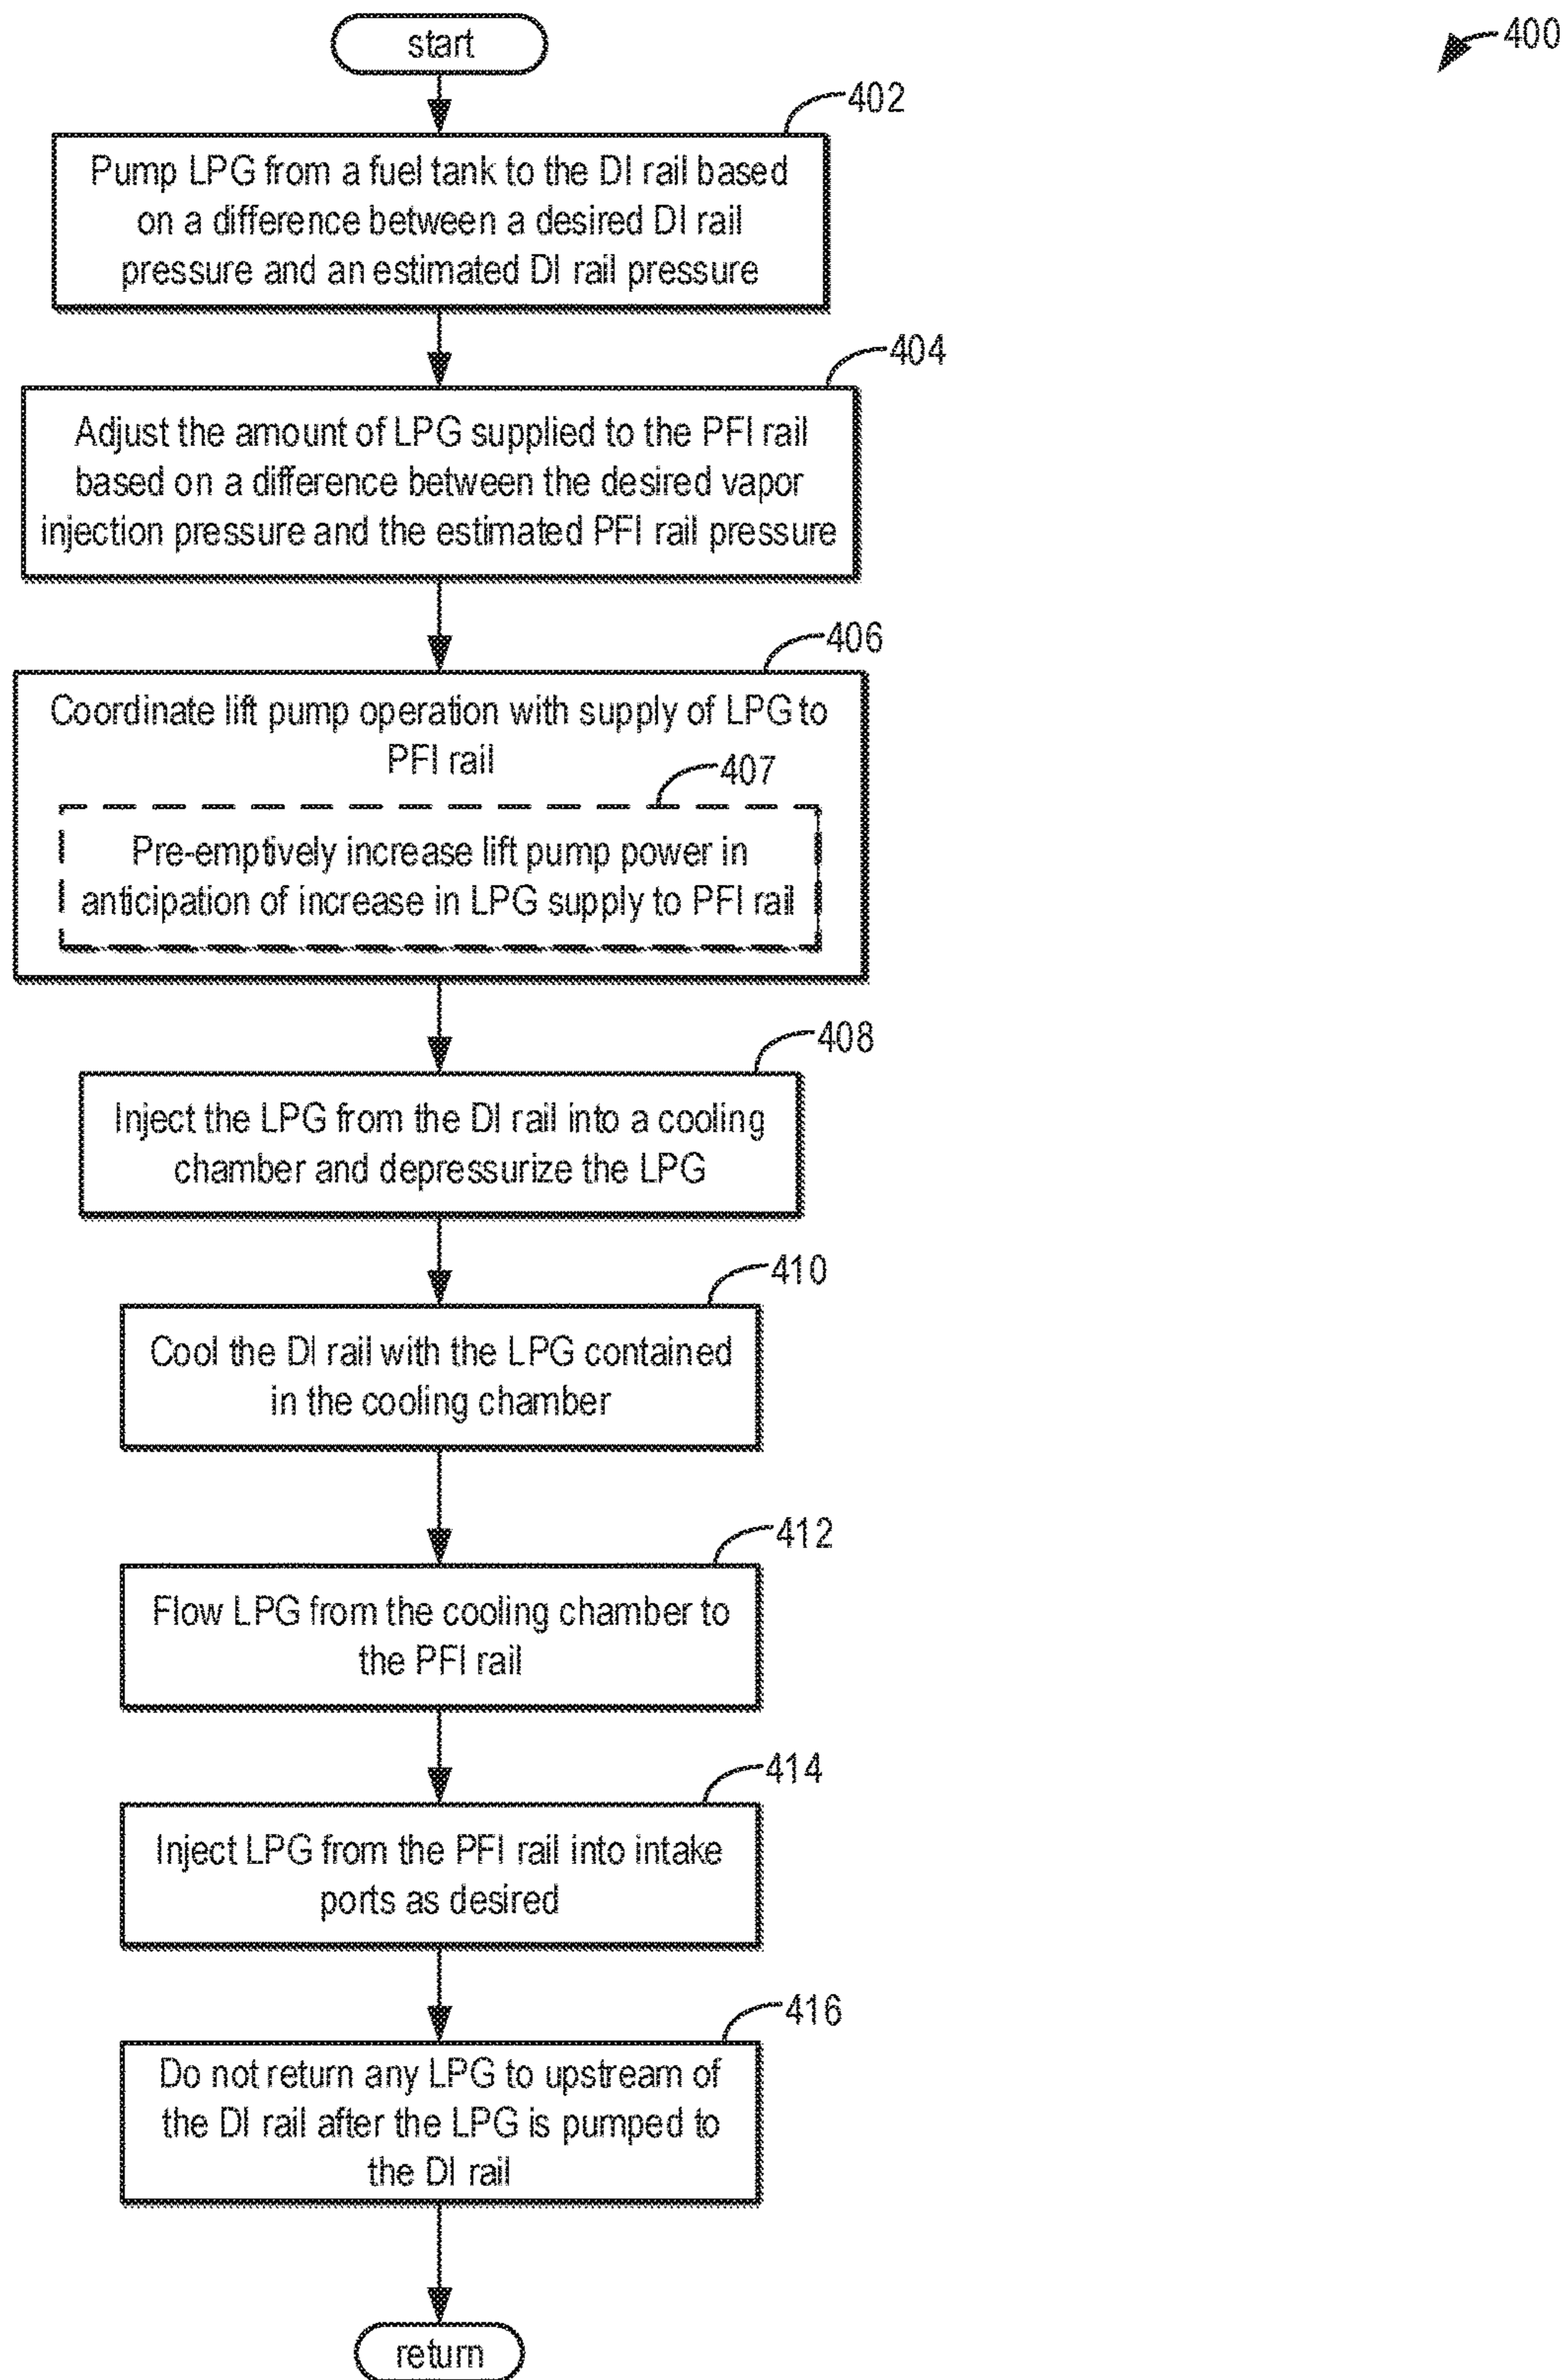 start
400
402
Pump LPG from a fuel tank to the DI rail based
on a difference between a desired DI rail
pressure and an estimated DI rail pressure
404
Adjust the amount of LPG supplied to the PFI rail
based on a difference between the desired vapor
injection pressure and the estimated PFI rail pressure
406
Coordinate lift pump operation with supply of LPG to
PFI rail
407
Pre-emptively increase lift pump power in
anticipation of increase in LPG supply to PFI rail
408
Inject the LPG from the DI rail into a cooling
chamber and depressurize the LPG
410
Cool the DI rail with the LPG contained
in the cooling chamber
412
Flow LPG from the cooling chamber to
the PFI rail
414
Inject LPG from the PFI rail into intake
ports as desired
416
Do not return any LPG to upstream of
the DI rail after the LPG is pumped to
the DI rail
return